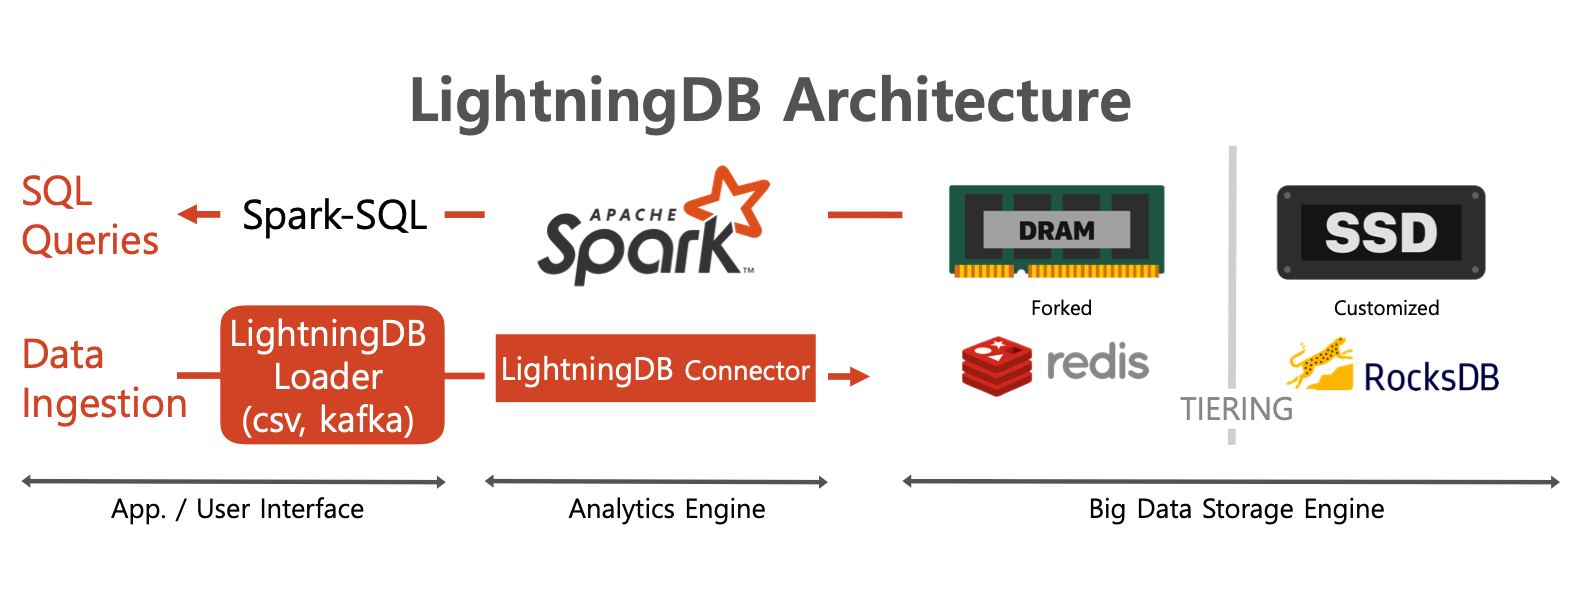 LightningDB Architecture
SQL
Queries
Spark-SQL
APACHE
Spark™
DRAM
SSD
Forked
Customized
Data
Ingestion
LightningDB
Loader
(csv, kafka)
LightningDB Connector
redis
RocksDB
TIERING
App. / User Interface
Analytics Engine
Big Data Storage Engine